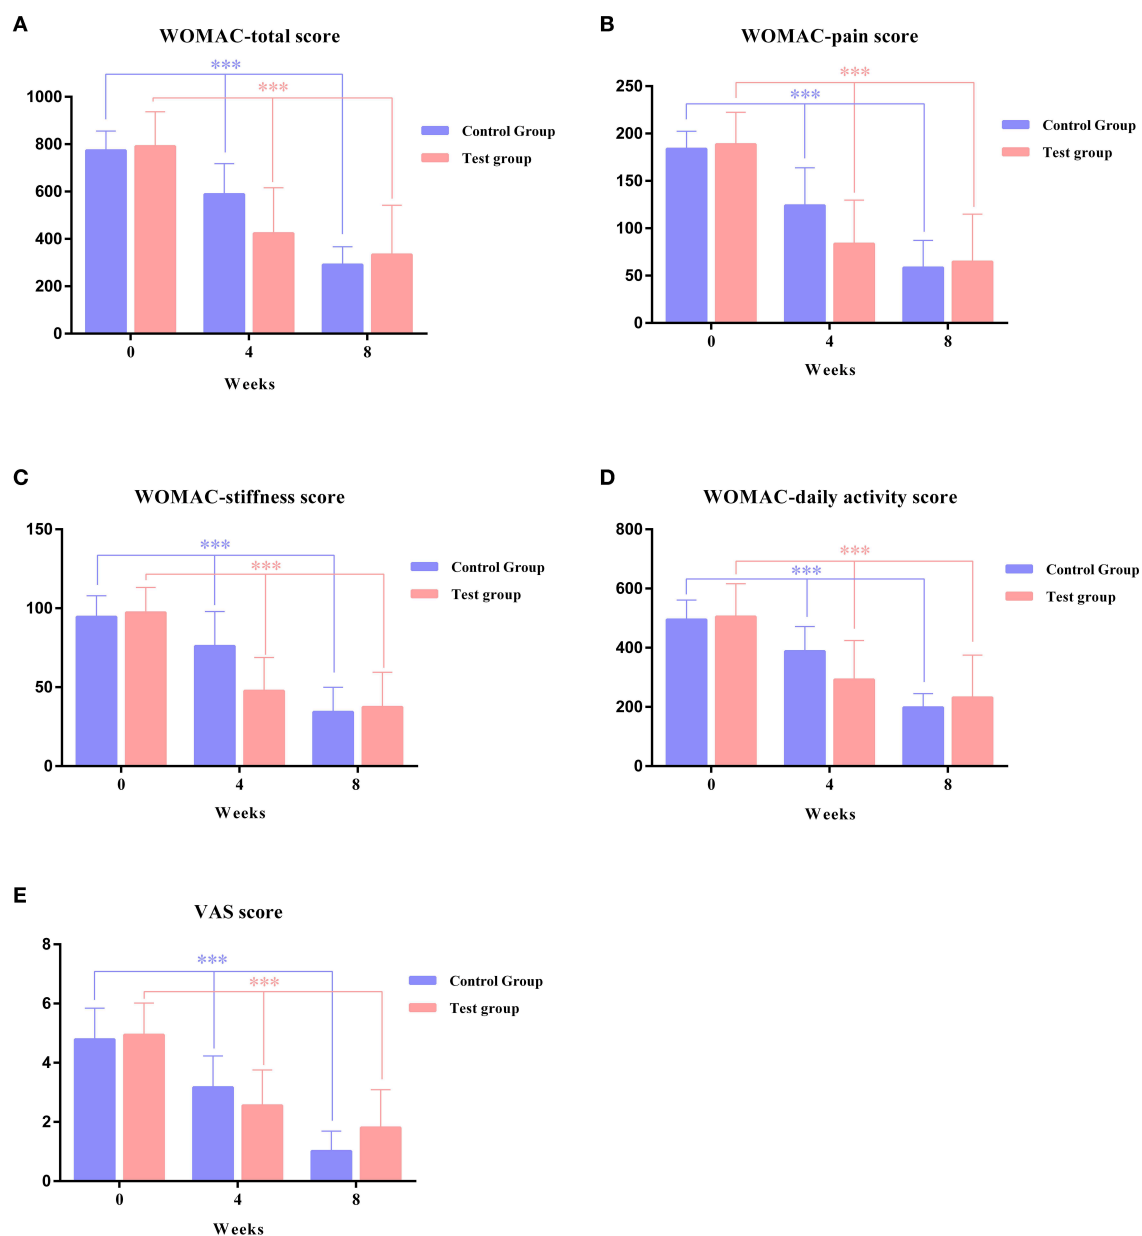 A
WOMAC-total score
***
***
1000
800
600
400
200
0
0 4 8
Weeks
Control Group
Test group
B
WOMAC-pain score
***
***
250
200
150
100
50
0
0 4 8
Weeks
Control Group
Test group
C
WOMAC-stiffness score
***
***
150
100
50
0
0 4 8
Weeks
Control Group
Test group
D
WOMAC-daily activity score
***
***
800
600
400
200
0
0 4 8
Weeks
Control Group
Test group
E
VAS score
***
***
8
6
4
2
0
0 4 8
Weeks
Control Group
Test group